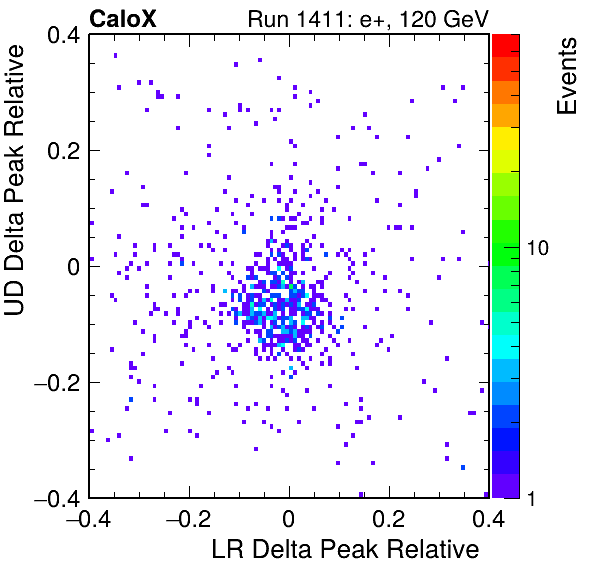 CaloX Run 1411: e+, 120 GeV
0.4
0.2
0
−0.2
−0.4
−0.4 −0.2 0 0.2 0.4
UD Delta Peak Relative
LR Delta Peak Relative
Events
10
1